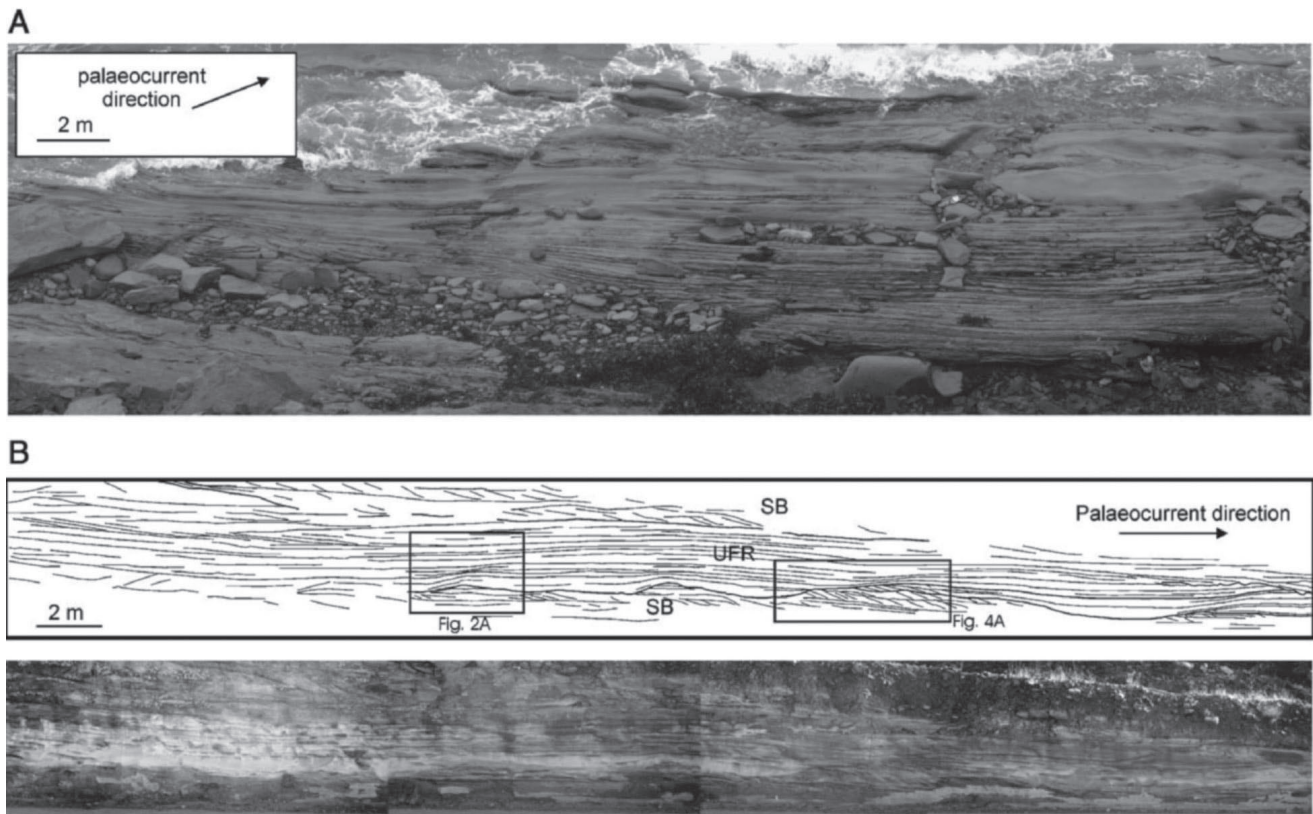 A
palaeocurrent
direction
2 m
B
SB
Palaeocurrent direction
UFR
SB
2 m
Fig. 2A
Fig. 4A